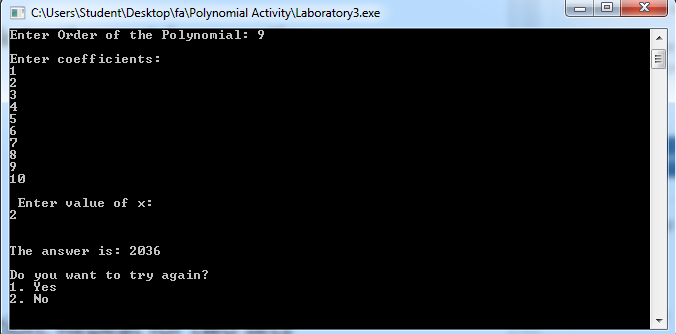 C:\Users\Student\Desktop\fa\Polynomial Activity\Laboratory3.exe
Enter Order of the Polynomial: 9
Enter coefficients:
1
2
3
4
5
6
7
8
9
10
Enter value of x:
2
The answer is: 2036
Do you want to try again?
1. Yes
2. No